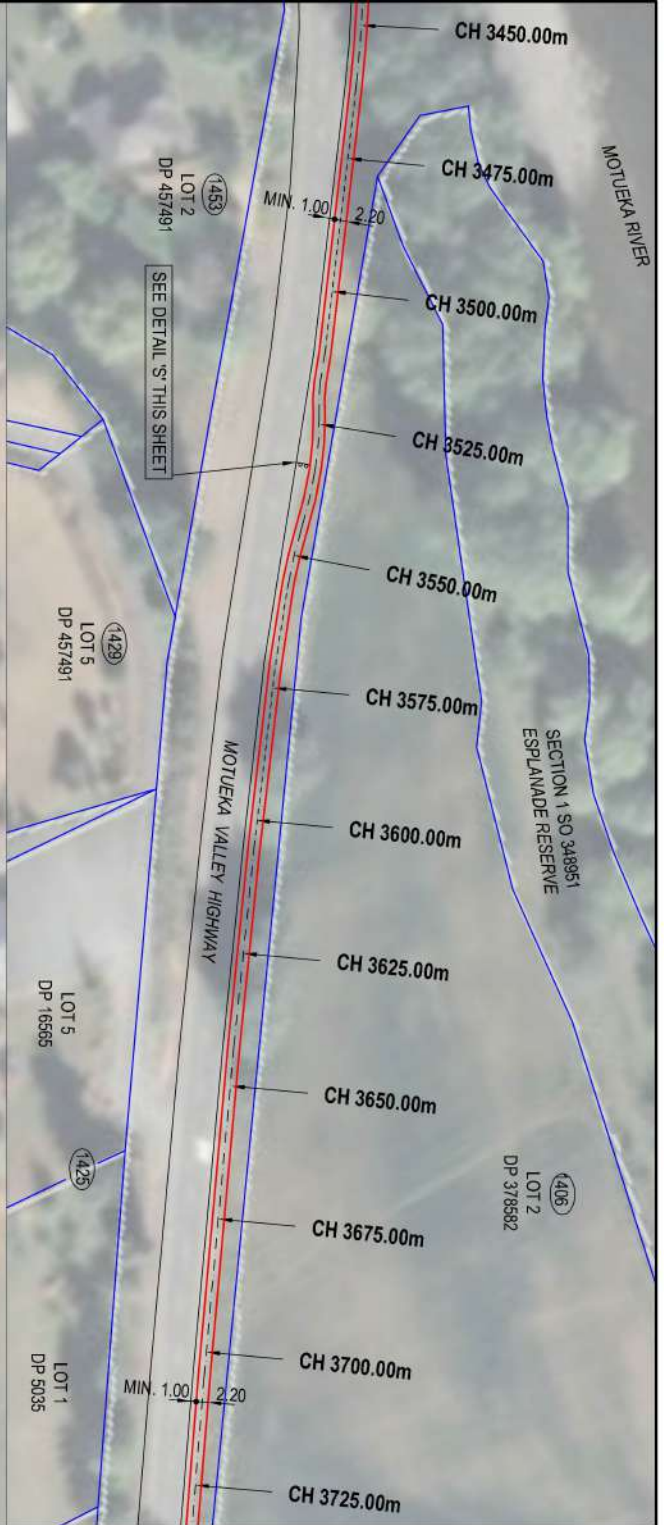 CH 3450.00m
MOTUEKA RIVER
CH 3475.00m
1453
LOT 2
DP 457491
MIN. 1.00
2.20
CH 3500.00m
SEE DETAIL 'S' THIS SHEET
CH 3525.00m
CH 3550.00m
1429
LOT 5
DP 457491
CH 3575.00m
SECTION 1 SO 348951
ESPLANADE RESERVE
MOTUEKA VALLEY HIGHWAY
CH 3600.00m
CH 3625.00m
LOT 5
DP 16565
CH 3650.00m
1425
1406
LOT 2
DP 378582
CH 3675.00m
CH 3700.00m
LOT 1
DP 5035
MIN. 1.00
2.20
CH 3725.00m